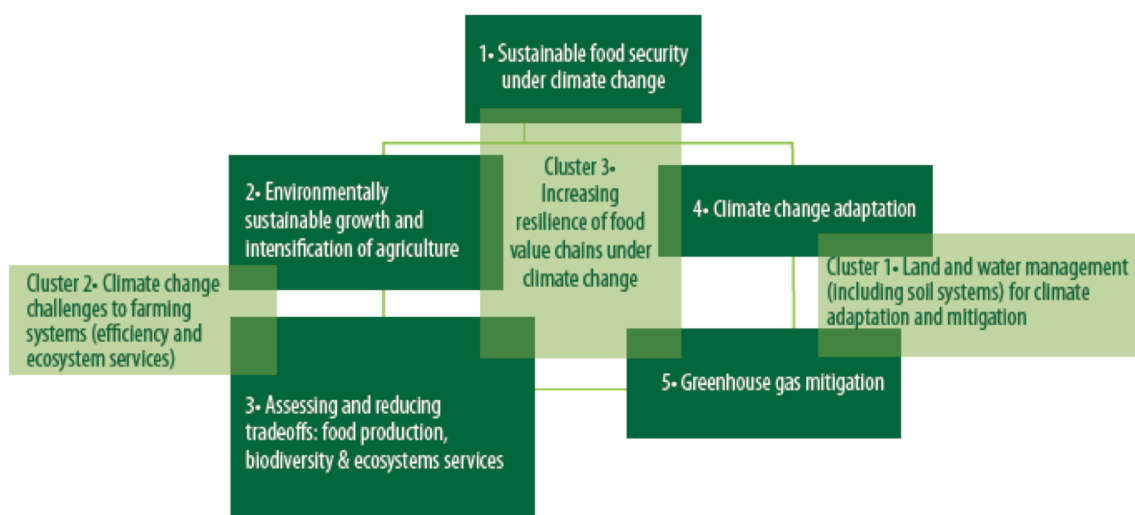 1• Sustainable food security
under climate change
2• Environmentally
sustainable growth and
intensification of agriculture
Cluster 3•
Increasing
resilience of food
value chains under
climate change
4• Climate change adaptation
Cluster 2• Climate change
challenges to farming
systems (efficiency and
ecosystem services)
Cluster 1• Land and water management
(including soil systems) for climate
adaptation and mitigation
3• Assessing and reducing
tradeoffs: food production,
biodiversity & ecosystems services
5• Greenhouse gas mitigation